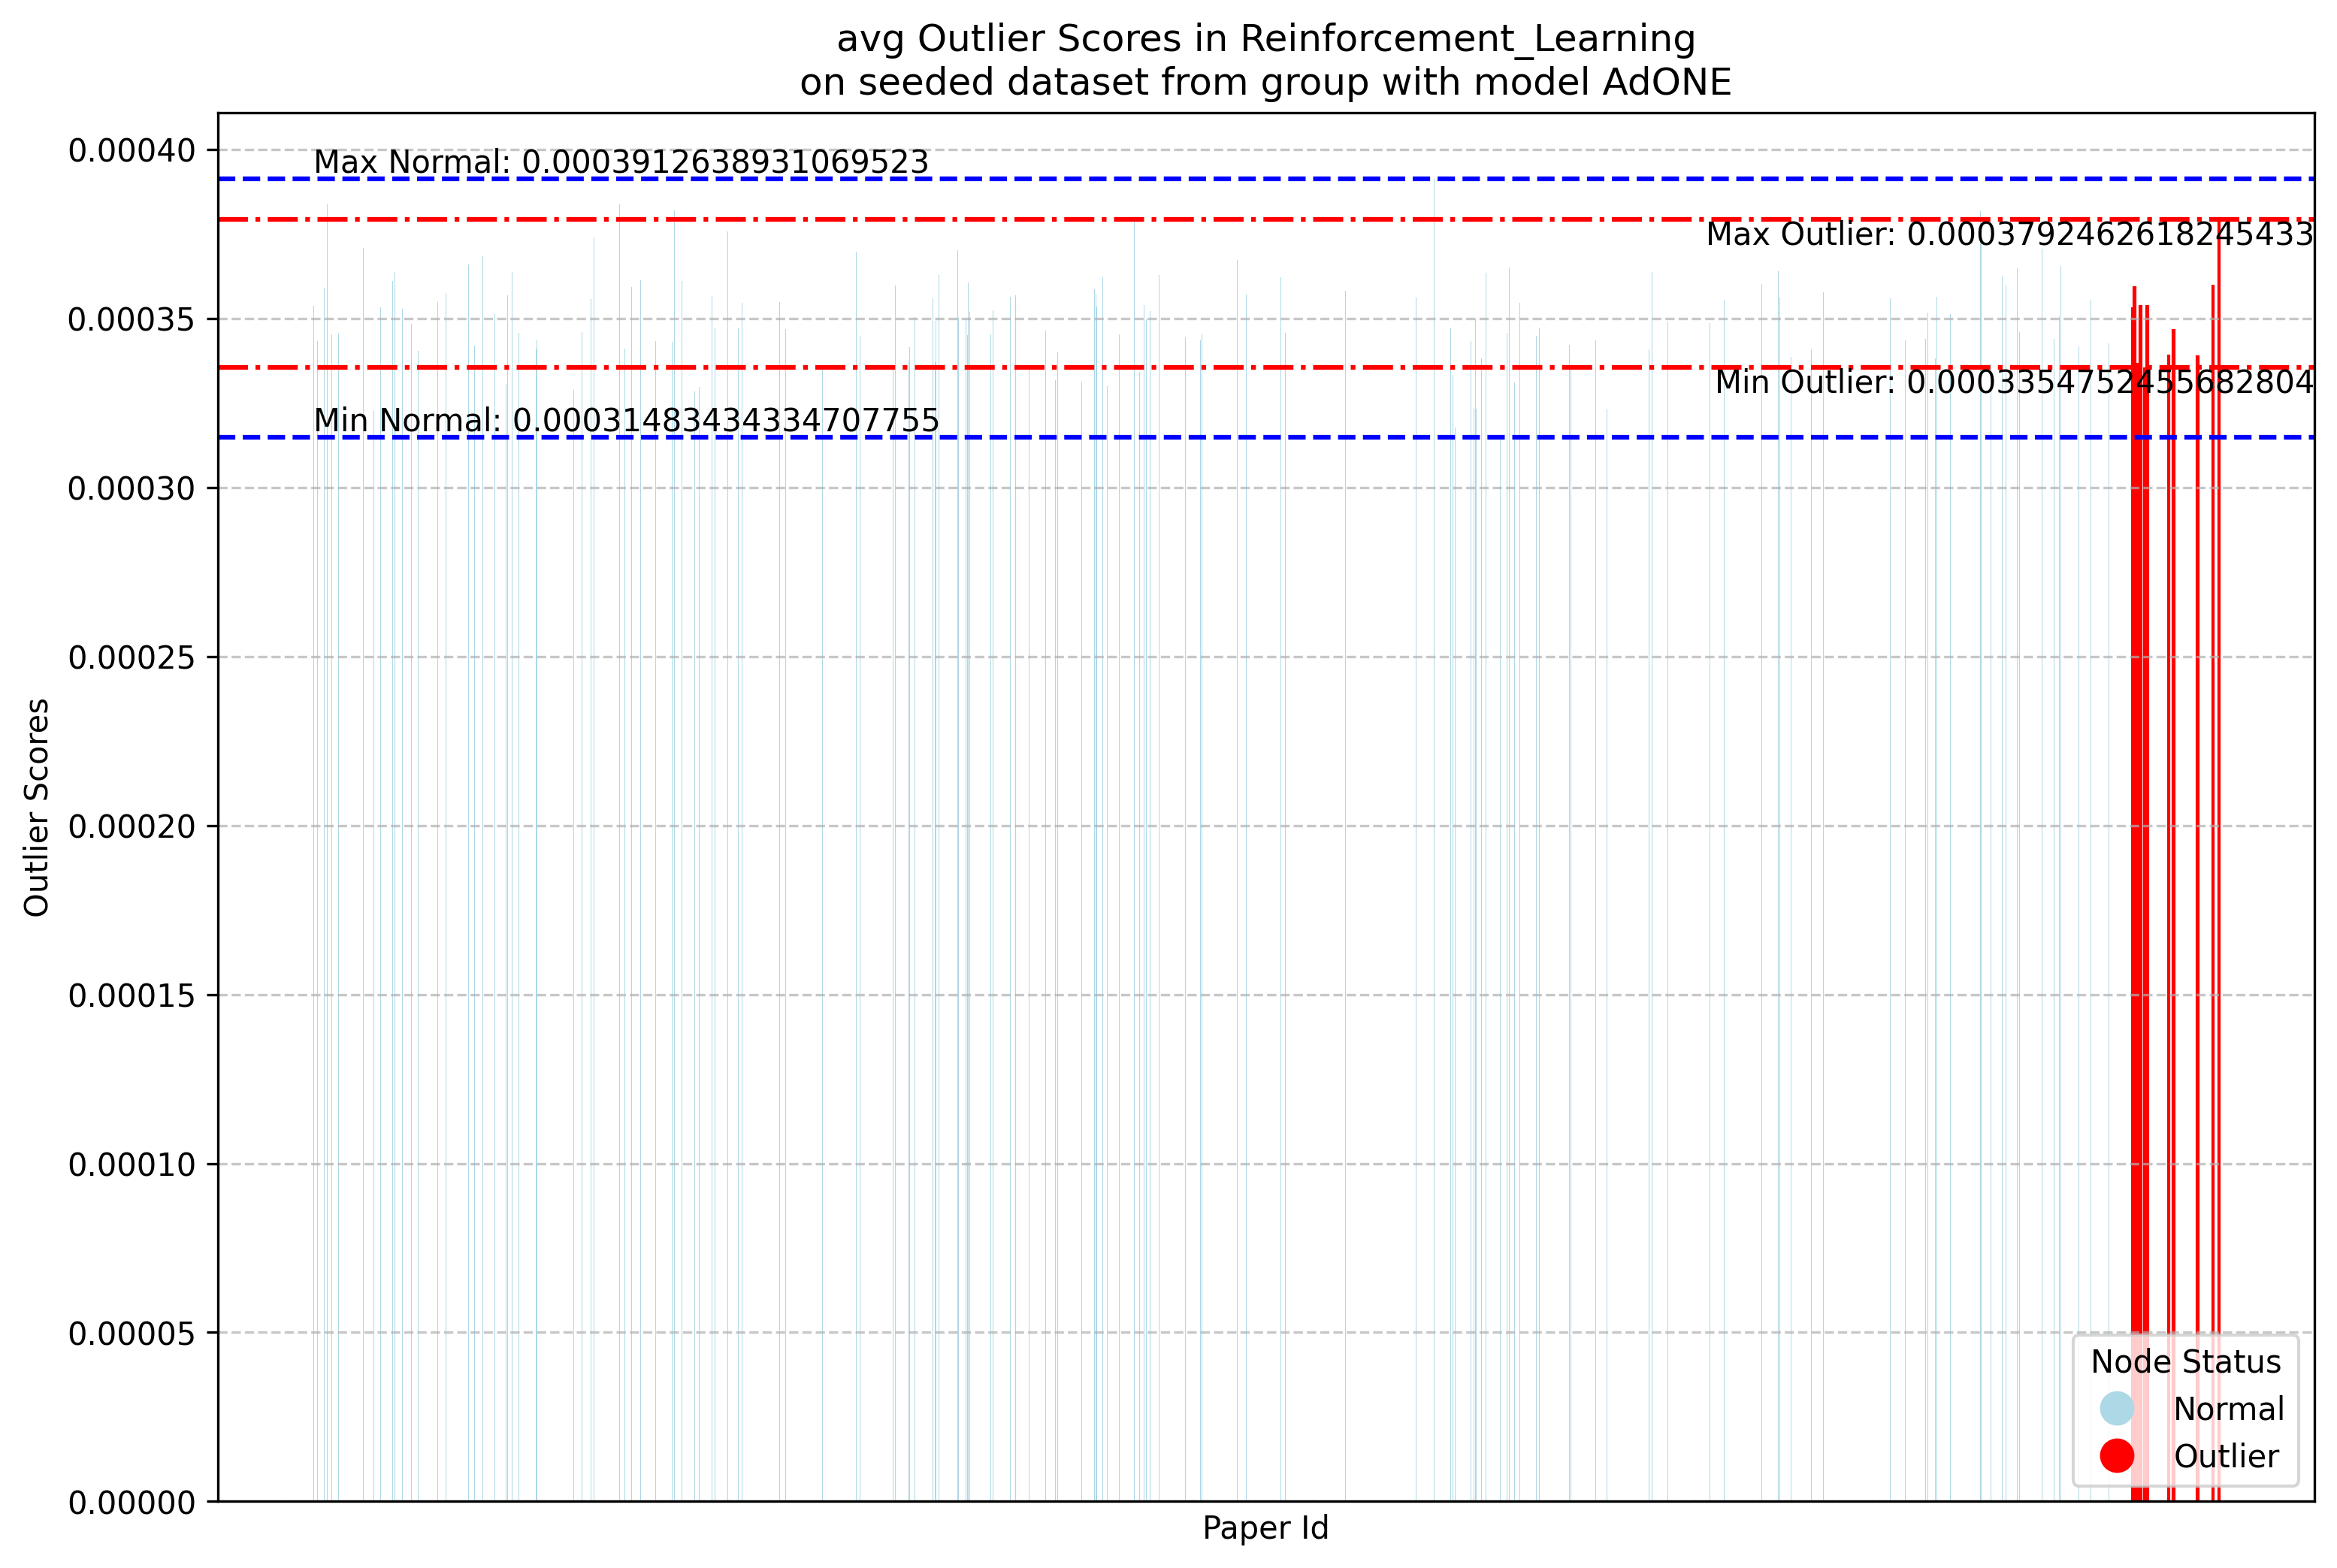 avg Outlier Scores in Reinforcement_Learning
on seeded dataset from group with model AdONE
Outlier Scores
0.00040
0.00035
0.00030
0.00025
0.00020
0.00015
0.00010
0.00005
0.00000
Max Normal: 0.0003912638931069523
Max Outlier: 0.0003792462618245433
Min Outlier: 0.0003354752455682804
Min Normal: 0.00031483434334707755
Node Status
Normal
Outlier
Paper Id